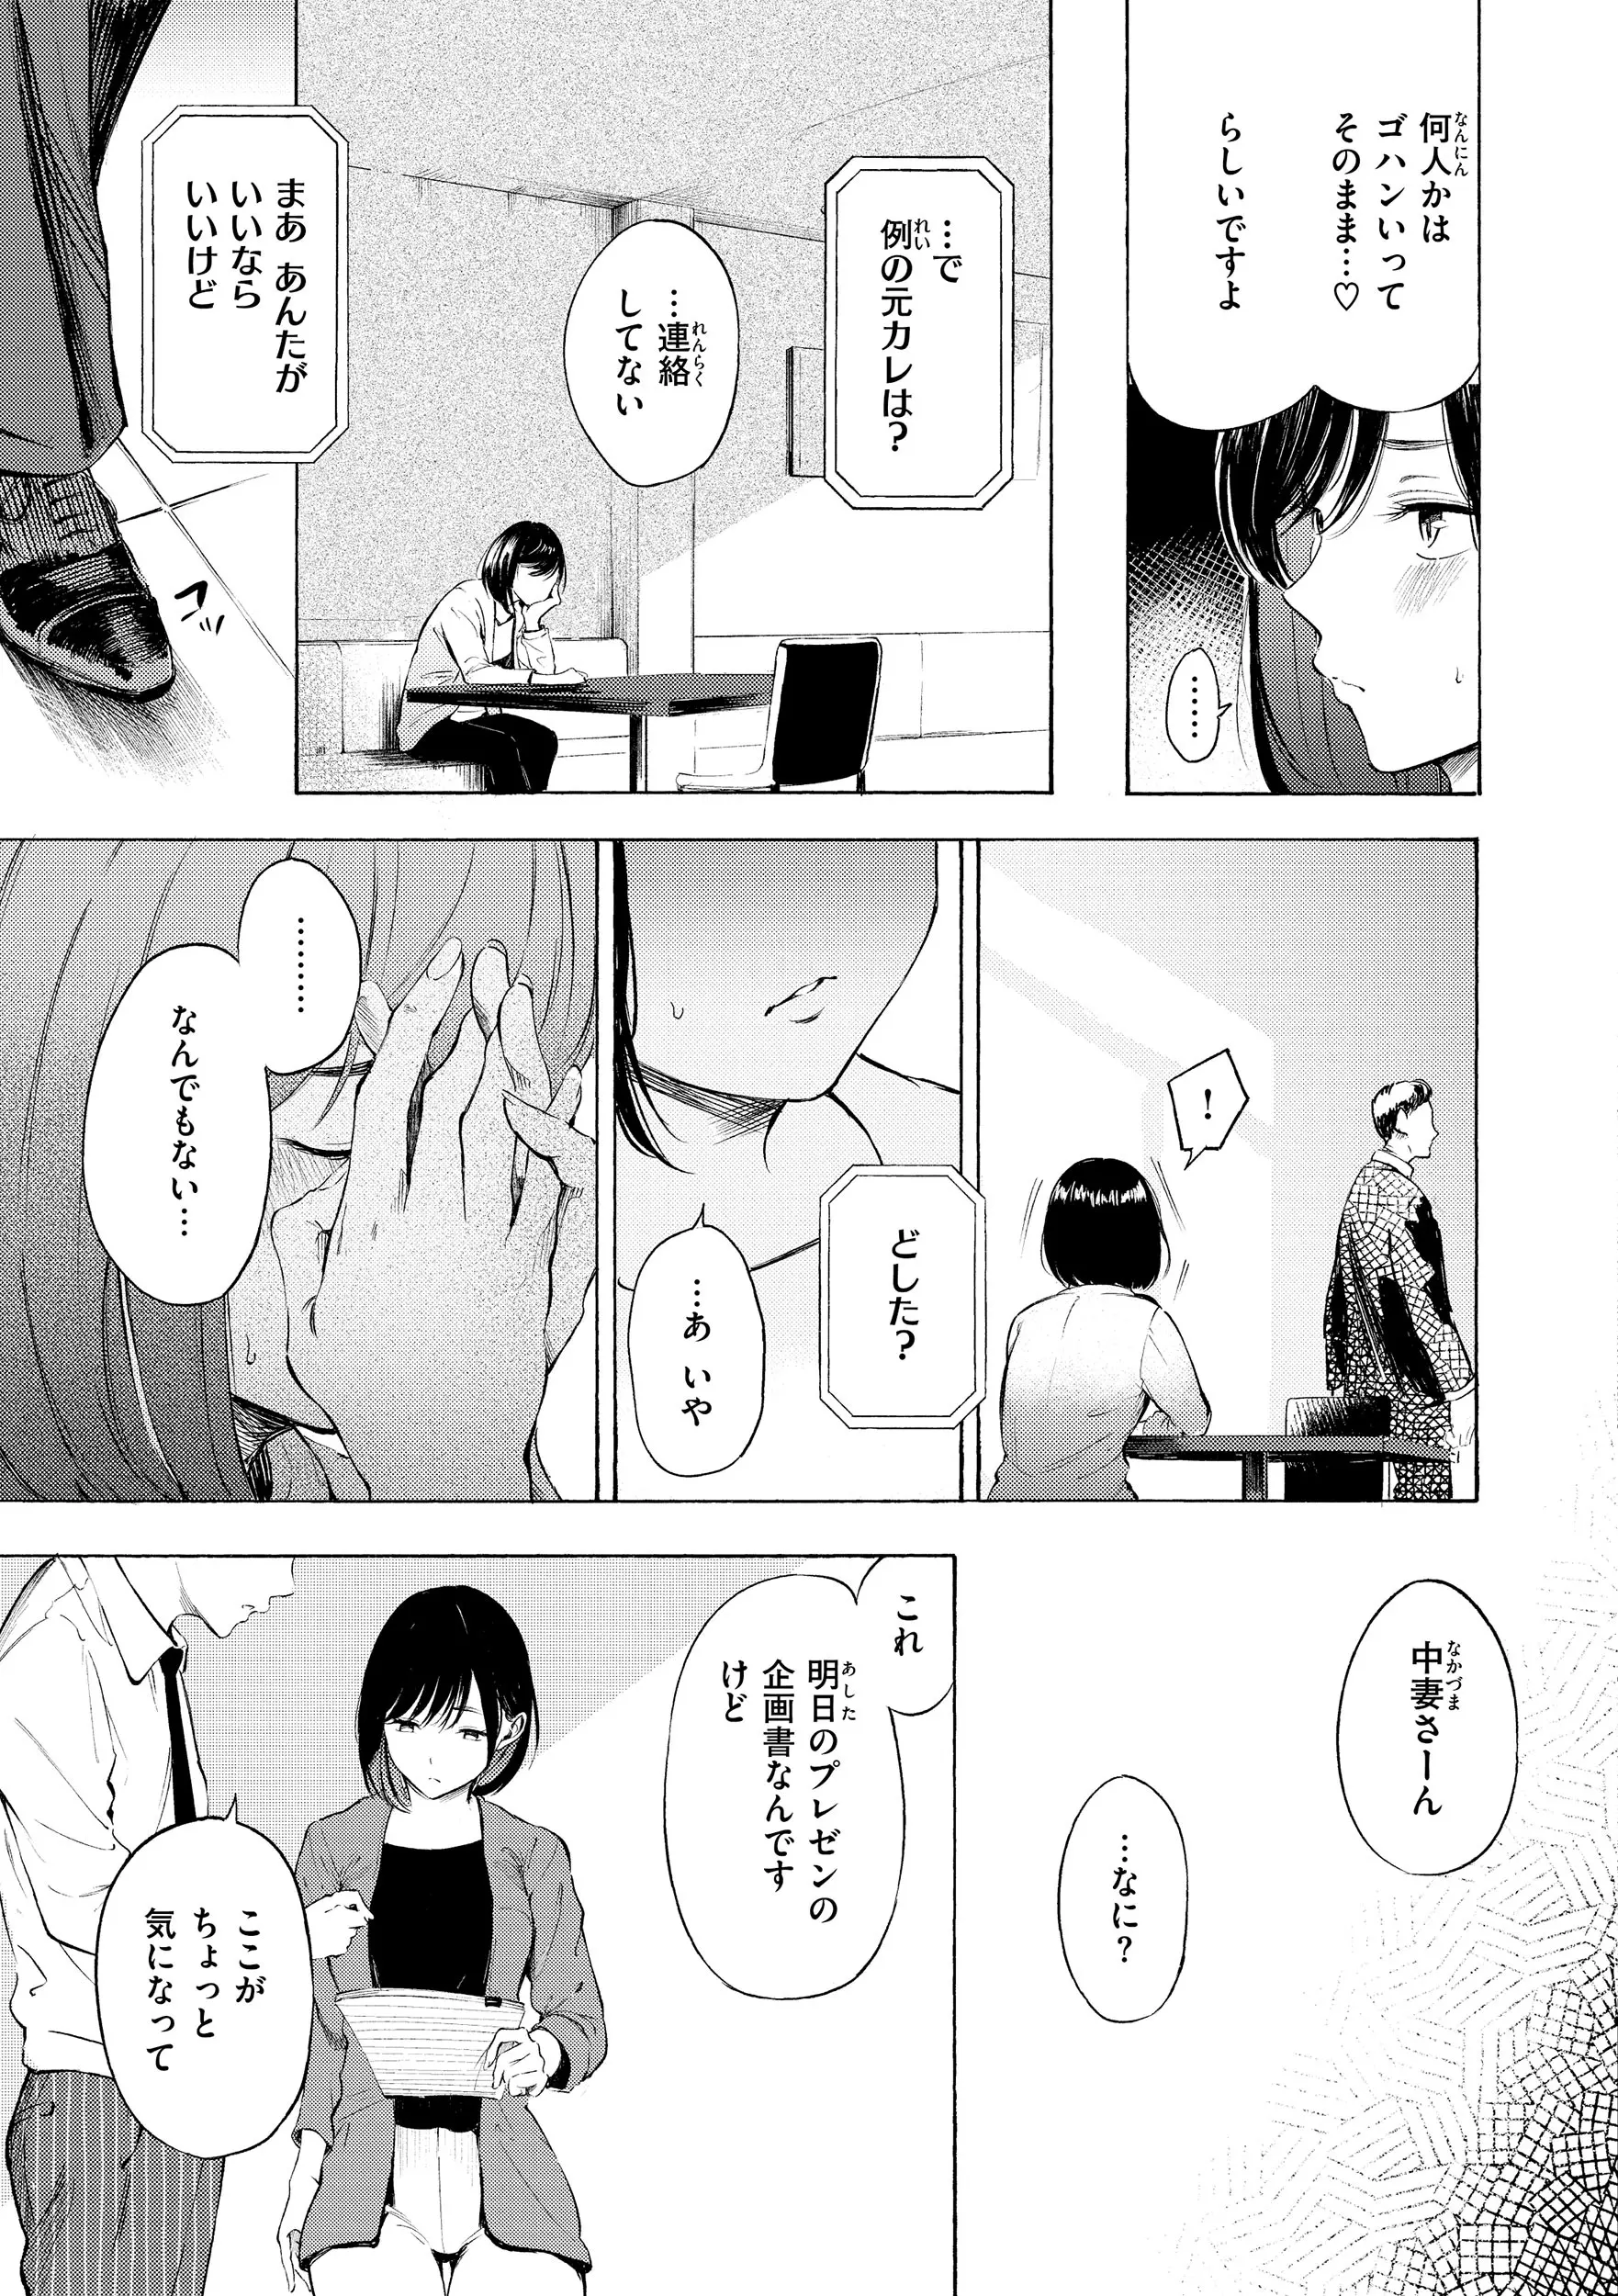 何人かは
ゴハンいって
そのまま…♡
らしいですよ
……
…で
例の元カレは？
…連絡
してない
まあ あんたが
いいなら
いいけど
コッ
！
どした？
…あ いや
………
なんでもない…
中妻さーん
…なに？
これ
明日のプレゼンの
企画書なんです
けど
ここが
ちょっと
気になって